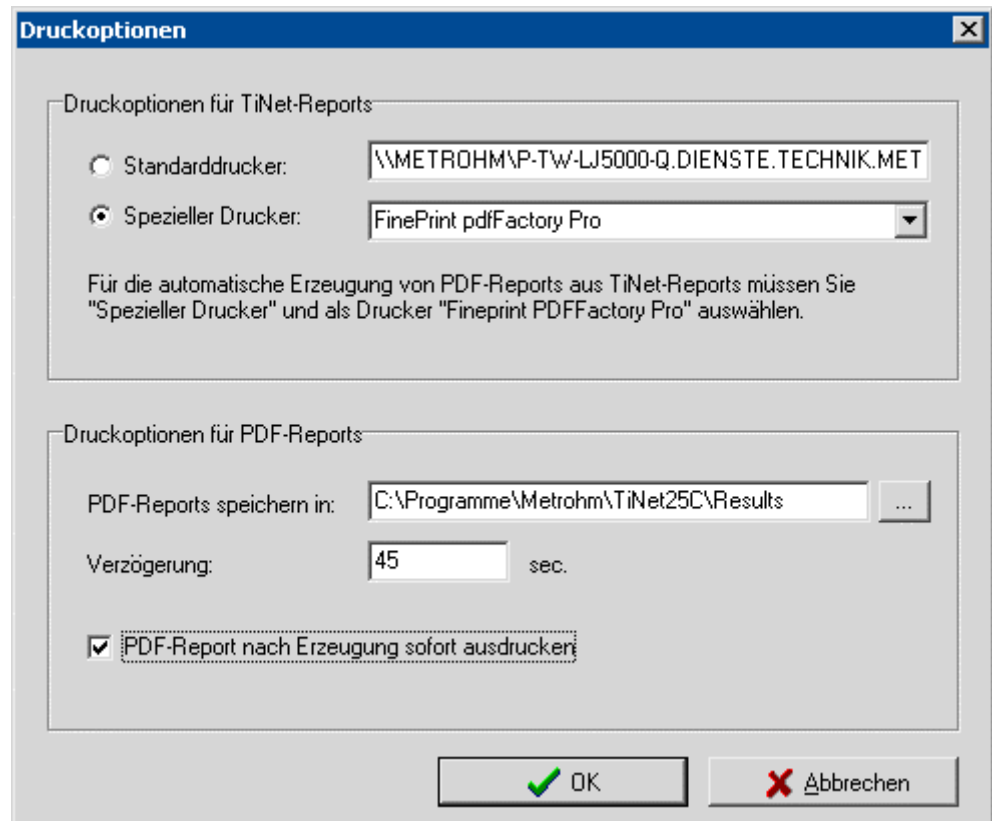 Druckoptionen
Druckoptionen für TiNet-Reports
Standarddrucker: \\METROHM\P-TW-LJ5000-Q.DIENSTE.TECHNIK.MET
Spezieller Drucker: FinePrint pdfFactory Pro
Für die automatische Erzeugung von PDF-Reports aus TiNet-Reports müssen Sie
"Spezieller Drucker" und als Drucker "Fineprint PDFFactory Pro" auswählen.
Druckoptionen für PDF-Reports
PDF-Reports speichern in: C:\Programme\Metrohm\TiNet25C\Results ...
Verzögerung: 45 sec.
PDF-Report nach Erzeugung sofort ausdrucken
OK Abbrechen